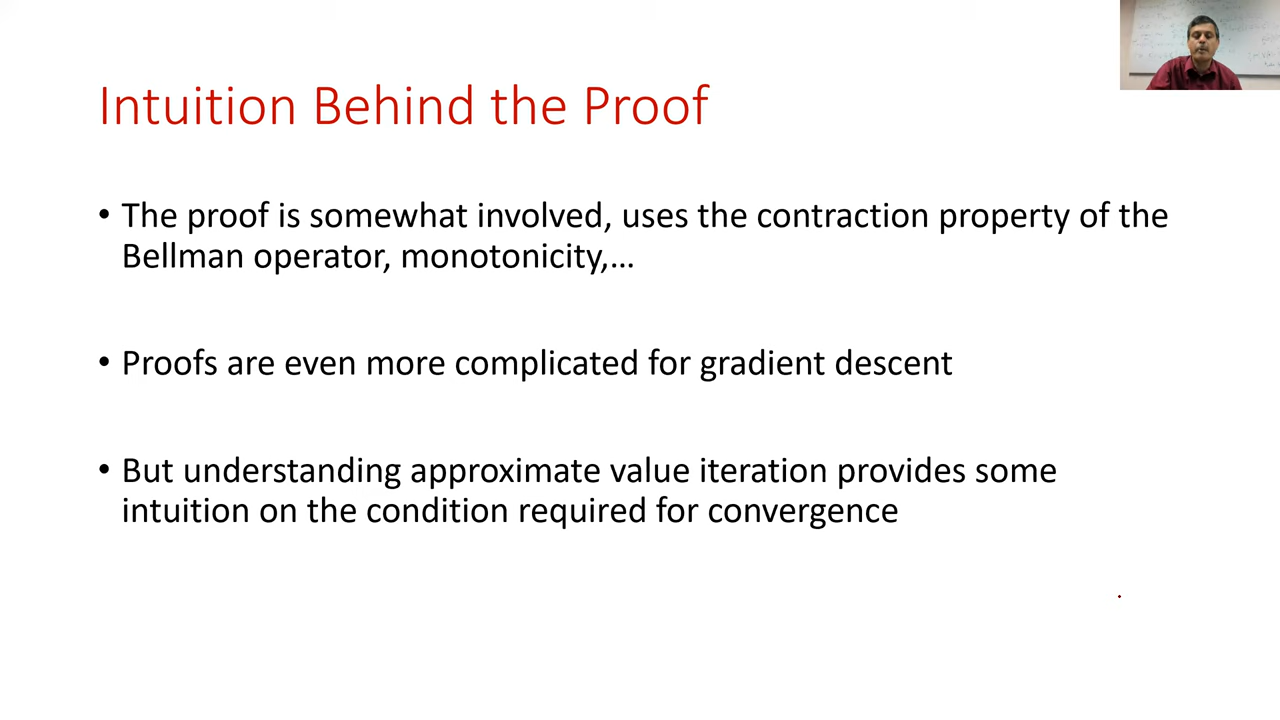 Intuition Behind the Proof
• The proof is somewhat involved, uses the contraction property of the
Bellman operator, monotonicity,…
• Proofs are even more complicated for gradient descent
• But understanding approximate value iteration provides some
intuition on the condition required for convergence